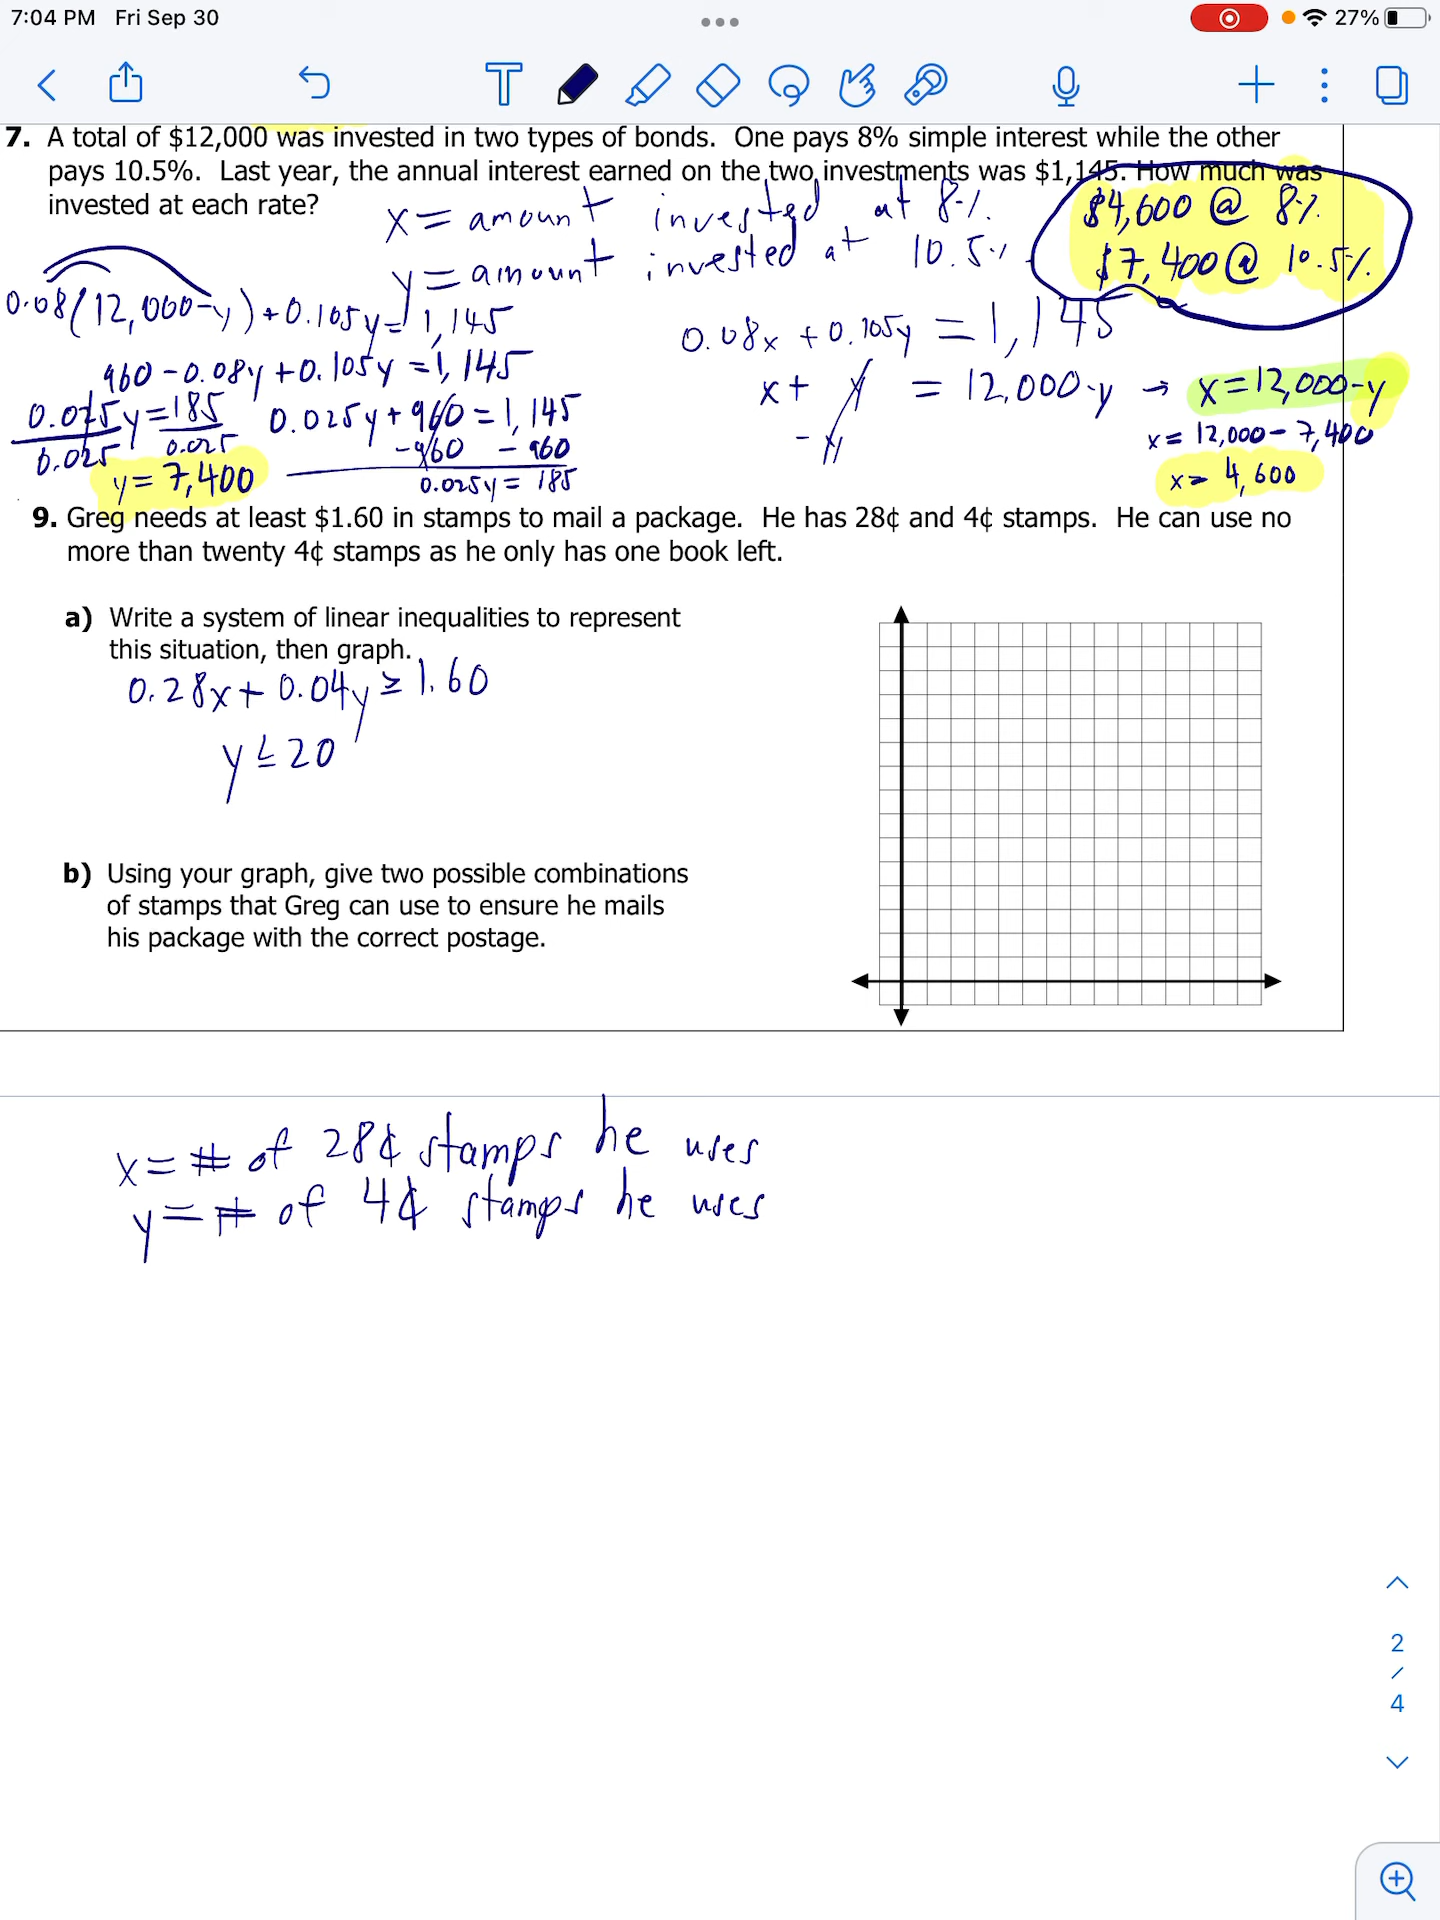 7:04 PM Fri Sep 30
27%
T
7. A total of $12,000 was invested in two types of bonds. One pays 8% simple interest while the other
pays 10.5%. Last year, the annual interest earned on the two investments was $1,145. How much was
invested at each rate?
x = amount invested at 8%.
y = amount invested at 10.5%.
$4,600 @ 8%
$7,400 @ 10.5%
0.08(12,000-y) + 0.105y = 1,145
960 - 0.08y + 0.105y = 1,145
0.025y + 960 = 1,145
-960 - 960
0.025y = 185
0.025y = 185
0.025 0.025
y = 7,400
0.08x + 0.105y = 1,145
x + y = 12,000-y → x = 12,000-y
-y
x = 12,000 - 7,400
x = 4,600
9. Greg needs at least $1.60 in stamps to mail a package. He has 28¢ and 4¢ stamps. He can use no
more than twenty 4¢ stamps as he only has one book left.
a) Write a system of linear inequalities to represent
this situation, then graph.
0.28x + 0.04y ≥ 1.60
y ≤ 20
b) Using your graph, give two possible combinations
of stamps that Greg can use to ensure he mails
his package with the correct postage.
x = # of 28¢ stamps he uses
y = # of 4¢ stamps he uses
2
/
4